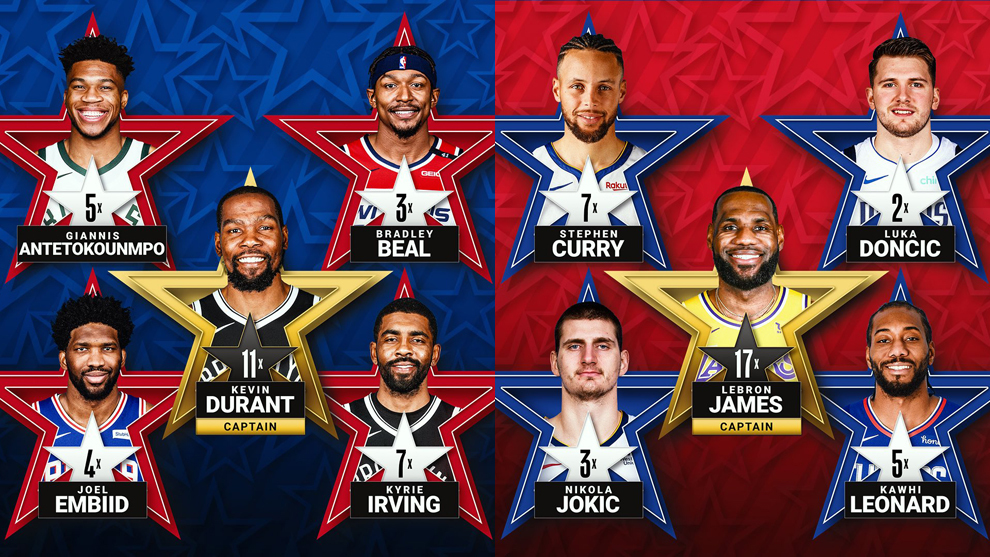 5x
GIANNIS
ANTETOKOUNMPO
3x
BRADLEY
BEAL
GEICO
11x
KEVIN
DURANT
CAPTAIN
4x
JOEL
EMBIID
7x
KYRIE
IRVING
7x
STEPHEN
CURRY
2x
LUKA
DONCIC
17x
LEBRON
JAMES
CAPTAIN
3x
NIKOLA
JOKIC
5x
KAWHI
LEONARD